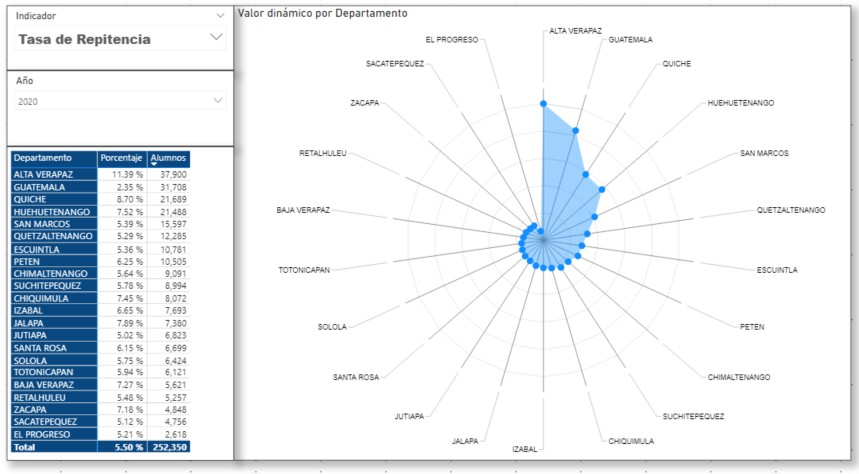 Indicador
Tasa de Repitencia
Año
2020
Departamento Porcentaje Alumnos
ALTA VERAPAZ 11.39 % 37,900
GUATEMALA 2.35 % 31,708
QUICHE 8.70 % 21,689
HUEHUETENANGO 7.52 % 21,488
SAN MARCOS 5.39 % 15,597
QUETZALTENANGO 5.29 % 12,285
ESCUINTLA 5.36 % 10,781
PETEN 6.25 % 10,505
CHIMALTENANGO 5.64 % 9,091
SUCHITEPEQUEZ 5.78 % 8,994
CHIQUIMULA 7.45 % 8,072
IZABAL 6.65 % 7,693
JALAPA 7.89 % 7,380
JUTIAPA 5.02 % 6,823
SANTA ROSA 6.15 % 6,699
SOLOLA 5.75 % 6,424
TOTONICAPAN 5.94 % 6,121
BAJA VERAPAZ 7.27 % 5,621
RETALHULEU 5.48 % 5,257
ZACAPA 7.18 % 4,848
SACATEPEQUEZ 5.12 % 4,756
EL PROGRESO 5.21 % 2,618
Total 5.50 % 252,350
Valor dinámico por Departamento
ALTA VERAPAZ
GUATEMALA
QUICHE
HUEHUETENANGO
SAN MARCOS
QUETZALTENANGO
ESCUINTLA
PETEN
CHIMALTENANGO
SUCHITEPEQUEZ
CHIQUIMULA
IZABAL
JALAPA
JUTIAPA
SANTA ROSA
SOLOLA
TOTONICAPAN
BAJA VERAPAZ
RETALHULEU
ZACAPA
SACATEPEQUEZ
EL PROGRESO